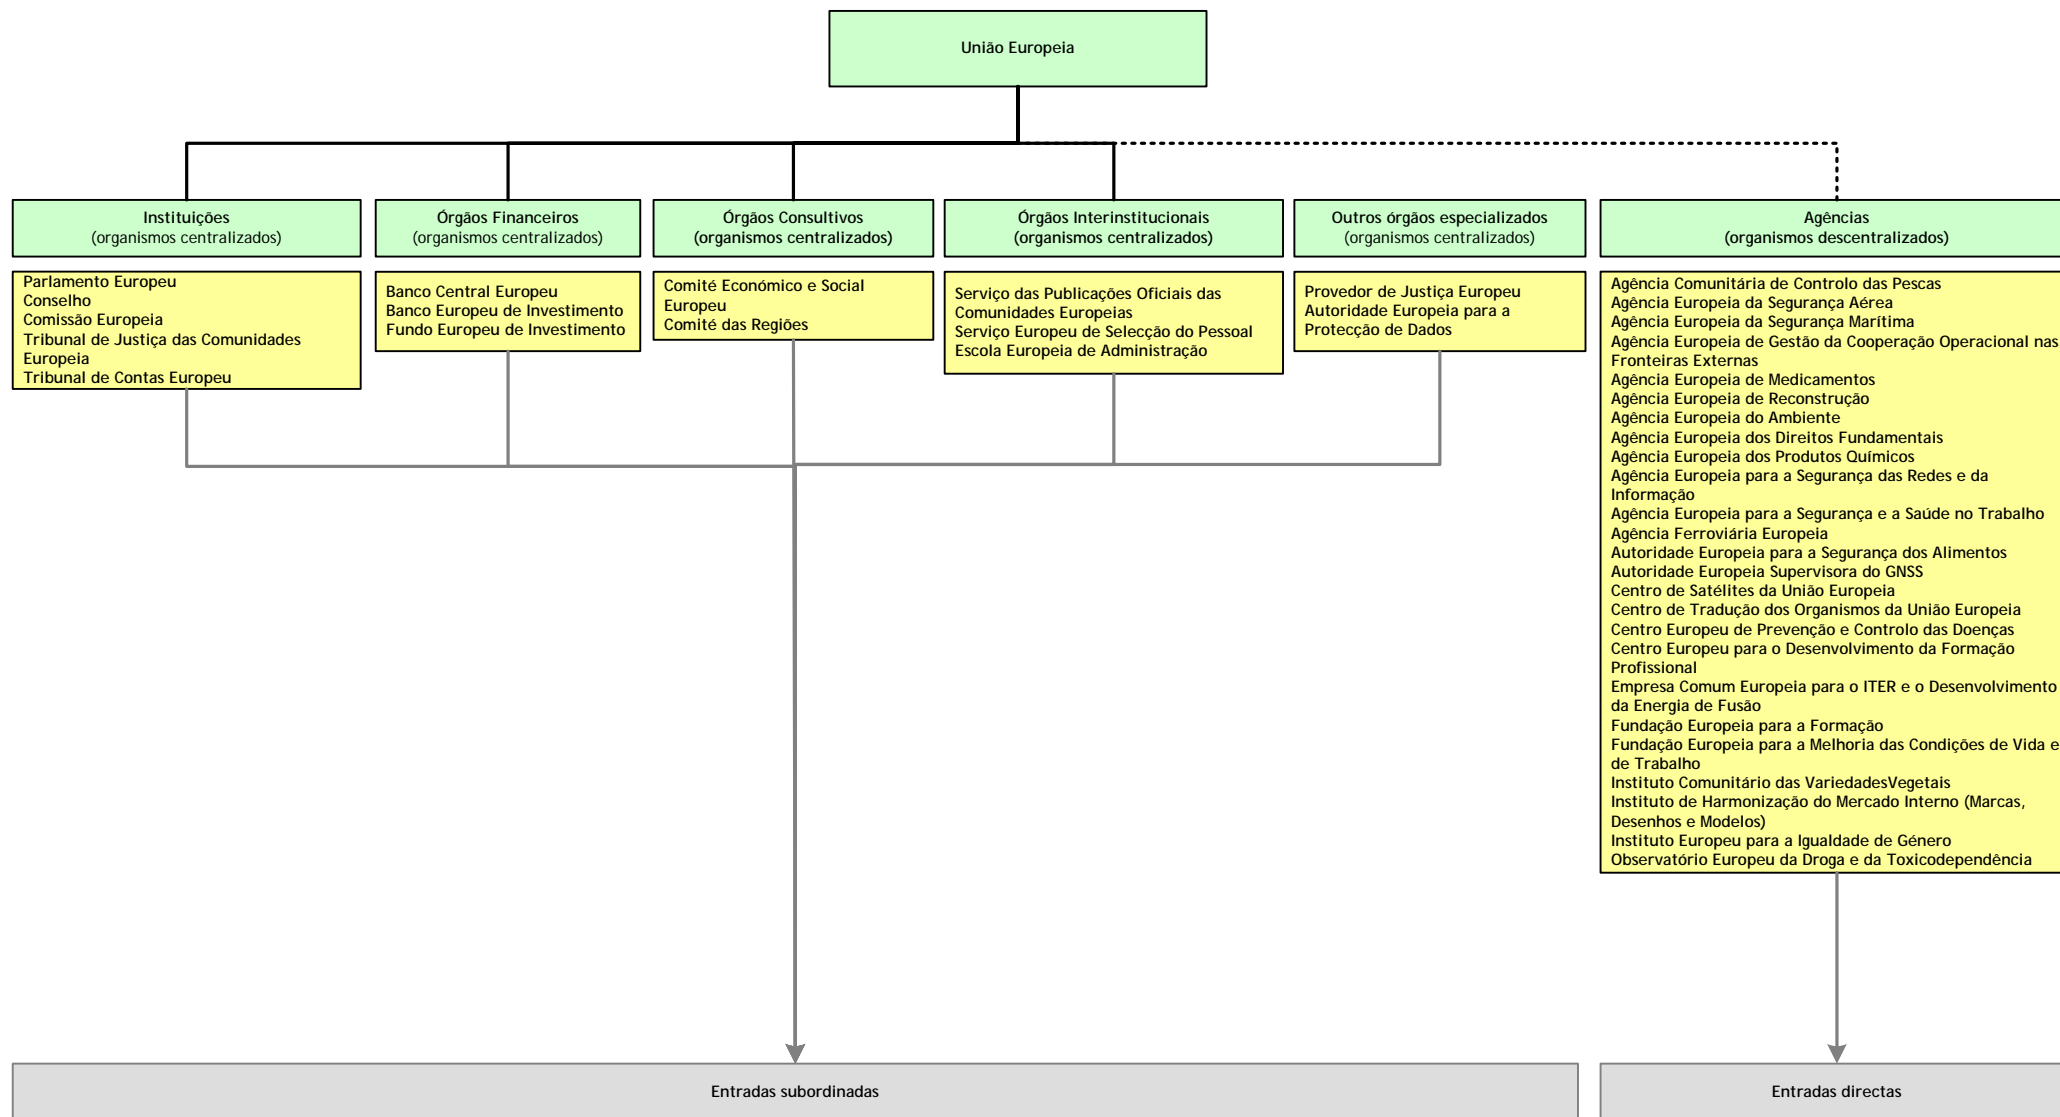 União Europeia
Instituições
(organismos centralizados)
Parlamento Europeu
Conselho
Comissão Europeia
Tribunal de Justiça das Comunidades
Europeia
Tribunal de Contas Europeu
Órgãos Financeiros
(organismos centralizados)
Banco Central Europeu
Banco Europeu de Investimento
Fundo Europeu de Investimento
Órgãos Consultivos
(organismos centralizados)
Comité Económico e Social
Europeu
Comité das Regiões
Órgãos Interinstitucionais
(organismos centralizados)
Serviço das Publicações Oficiais das
Comunidades Europeias
Serviço Europeu de Selecção do Pessoal
Escola Europeia de Administração
Outros órgãos especializados
(organismos centralizados)
Provedor de Justiça Europeu
Autoridade Europeia para a
Protecção de Dados
Agências
(organismos descentralizados)
Agência Comunitária de Controlo das Pescas
Agência Europeia da Segurança Aérea
Agência Europeia da Segurança Marítima
Agência Europeia de Gestão da Cooperação Operacional nas
Fronteiras Externas
Agência Europeia de Medicamentos
Agência Europeia de Reconstrução
Agência Europeia do Ambiente
Agência Europeia dos Direitos Fundamentais
Agência Europeia dos Produtos Químicos
Agência Europeia para a Segurança das Redes e da
Informação
Agência Europeia para a Segurança e a Saúde no Trabalho
Agência Ferroviária Europeia
Autoridade Europeia para a Segurança dos Alimentos
Autoridade Europeia Supervisora do GNSS
Centro de Satélites da União Europeia
Centro de Tradução dos Organismos da União Europeia
Centro Europeu de Prevenção e Controlo das Doenças
Centro Europeu para o Desenvolvimento da Formação
Profissional
Empresa Comum Europeia para o ITER e o Desenvolvimento
da Energia de Fusão
Fundação Europeia para a Formação
Fundação Europeia para a Melhoria das Condições de Vida e
de Trabalho
Instituto Comunitário das VariedadesVegetais
Instituto de Harmonização do Mercado Interno (Marcas,
Desenhos e Modelos)
Instituto Europeu para a Igualdade de Género
Observatório Europeu da Droga e da Toxicodependência
Entradas subordinadas
Entradas directas